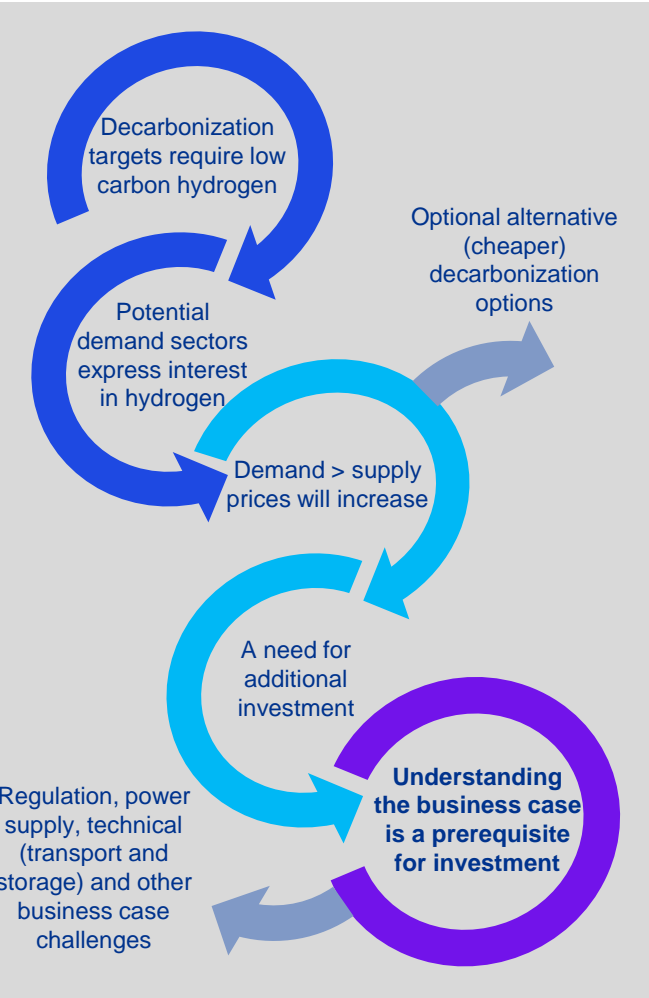 Decarbonization
targets require low
carbon hydrogen
Optional alternative
(cheaper)
decarbonization
options
Potential
demand sectors
express interest
in hydrogen
Demand > supply
prices will increase
A need for
additional
investment
Understanding
the business case
is a prerequisite
for investment
Regulation, power
supply, technical
(transport and
storage) and other
business case
challenges